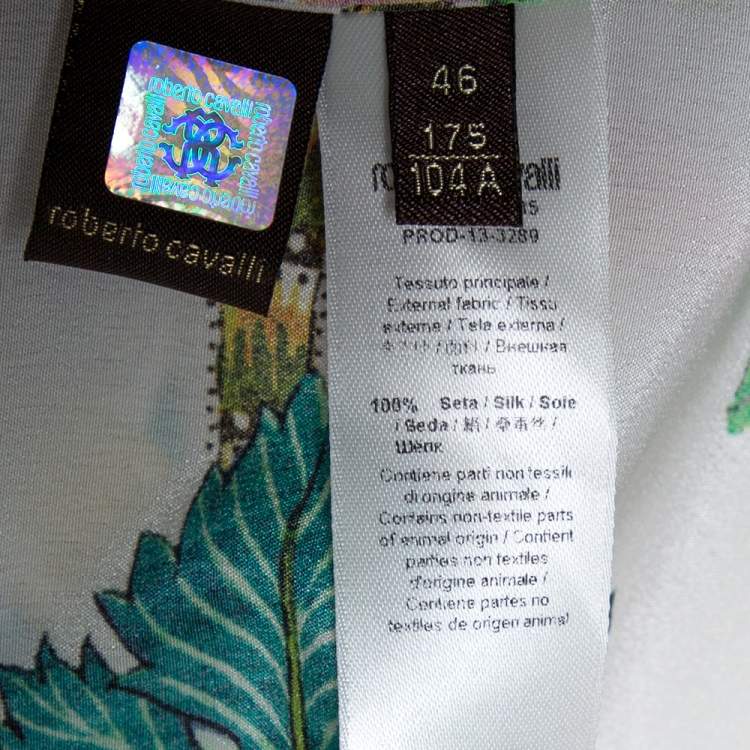 roberto cavalli
roberto cavalli
46
175
104 A
PROD-13-3289
Tessuto principale /
External fabric / Tissu
externe / Tela externa /
/ Внешняя
ткань
100% Seta / Silk / Soie
/ Seda / 絹 /
Шёлк
Contiene parti non tessili
di origine animale /
Contains non-textile parts
of animal origin / Contient
parties non textiles
d'origine animale /
Contiene partes no
textiles de origen animal